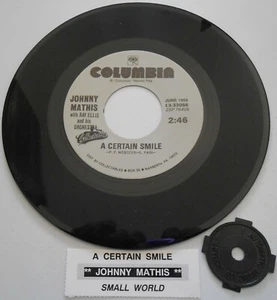 COLUMBIA
JOHNNY
MATHIS
with RAY ELLIS
and his
ORCHESTRA
2:46
A CERTAIN SMILE
A CERTAIN SMILE
** JOHNNY MATHIS **
SMALL WORLD